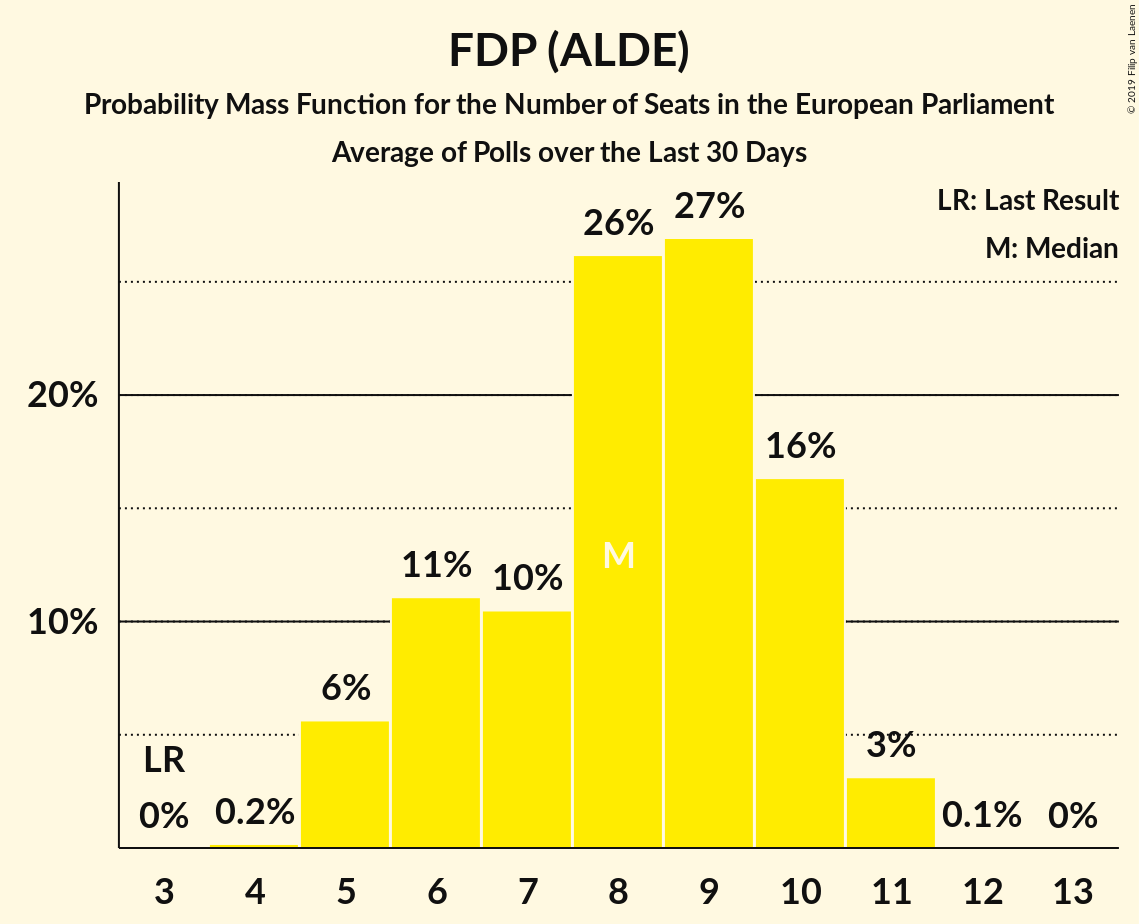 FDP (ALDE)
Probability Mass Function for the Number of Seats in the European Parliament
Average of Polls over the Last 30 Days
© 2019 Filip van Laenen
LR: Last Result
M: Median
20%
10%
LR
0%
0.2%
6%
11%
10%
26%
M
27%
16%
3%
0.1%
0%
3 4 5 6 7 8 9 10 11 12 13